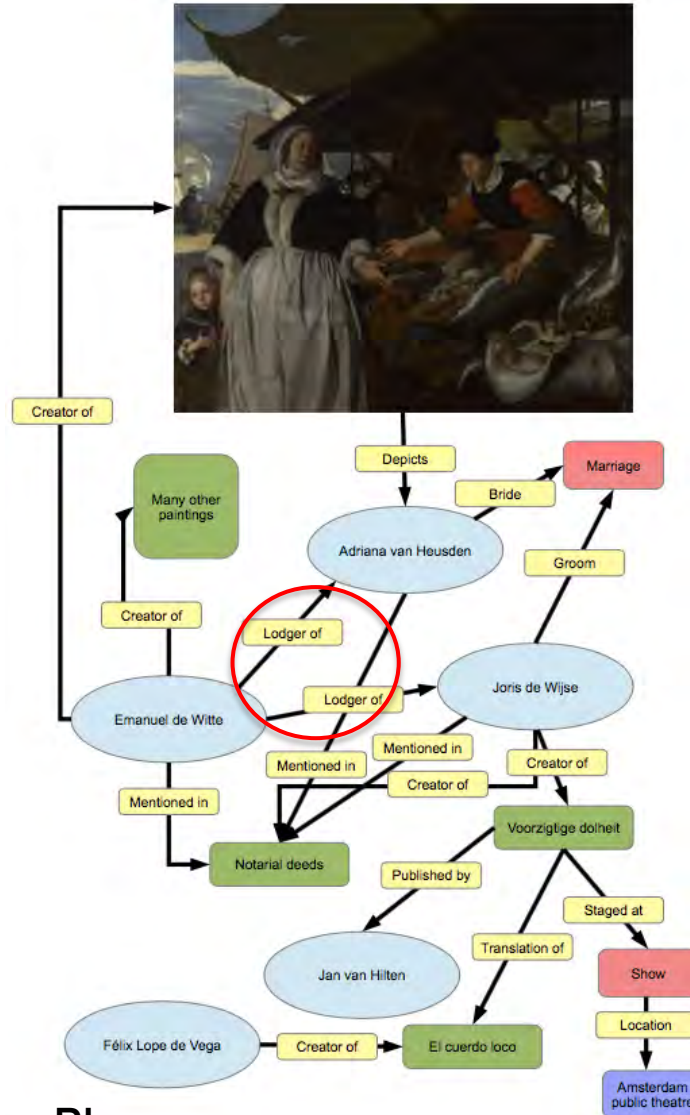 Creator of
Depicts
Marriage
Many other
paintings
Bride
Adriana van Heusden
Groom
Creator of
Lodger of
Joris de Wijse
Lodger of
Emanuel de Witte
Mentioned in
Mentioned in
Creator of
Creator of
Mentioned in
Voorzigtige dolheit
Notarial deeds
Published by
Staged at
Translation of
Jan van Hilten
Show
Location
Félix Lope de Vega
Creator of
El cuerdo loco
Amsterdam
public theatre